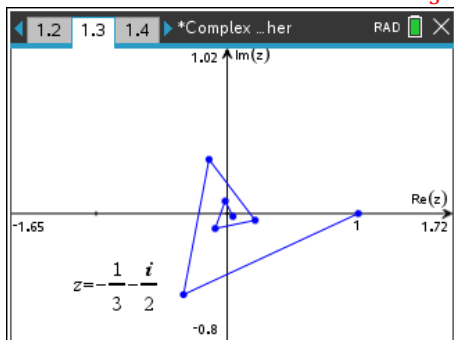 1.2 1.3 1.4 *Complex ...her RAD
1.02 Im(z)
Re(z)
-1.65 1 1.72
z=-1/3-i/2
-0.8